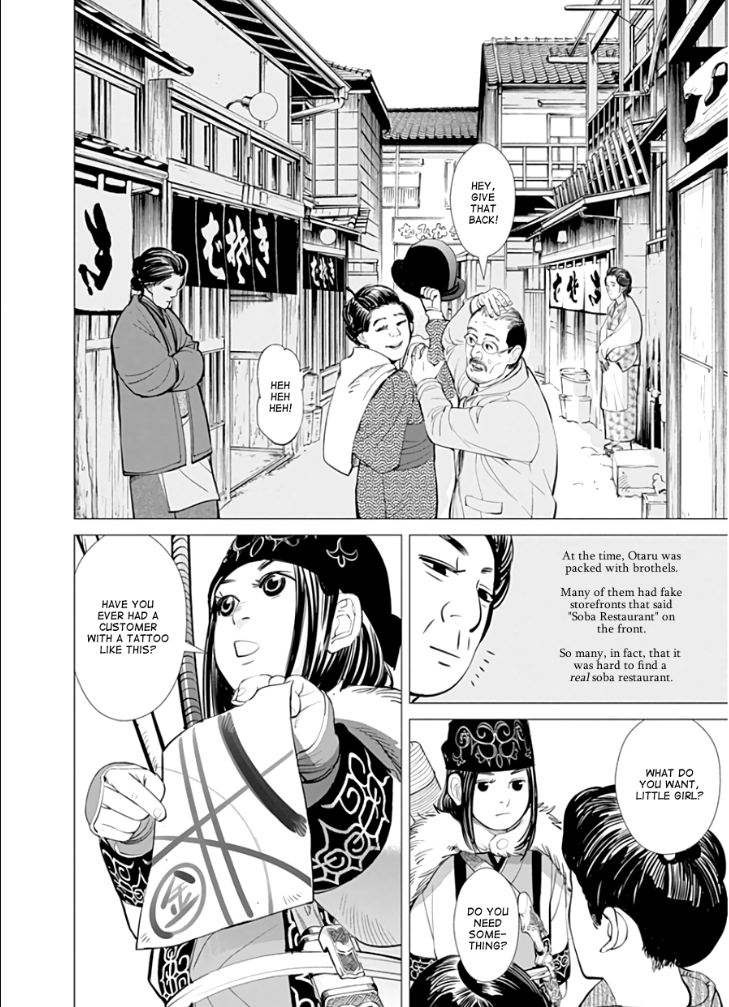 HEY,
GIVE
THAT
BACK!
HEH
HEH
HEH!
き
むそき
At the time, Otaru was
packed with brothels.
Many of them had fake
storefronts that said
"Soba Restaurant" on
the front.
So many, in fact, that it
was hard to find a
real soba restaurant.
HAVE YOU
EVER HAD A
CUSTOMER
WITH A TATTOO
LIKE THIS?
金
WHAT DO
YOU WANT,
LITTLE GIRL?
DO YOU
NEED
SOME-
THING?